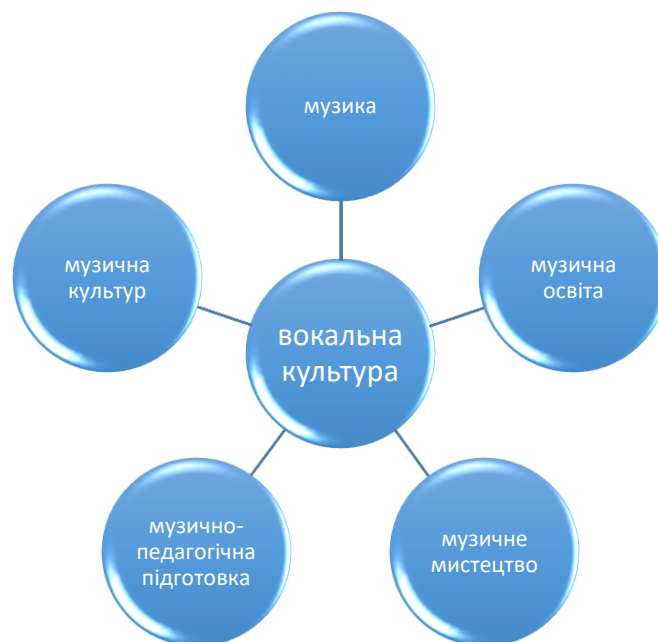 музика
музична
культур
музична
освіта
вокальна
культура
музично-
педагогічна
підготовка
музичне
мистецтво